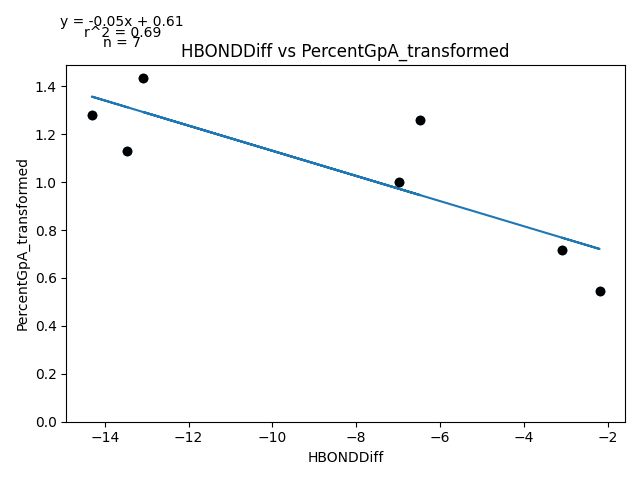 y = -0.05x + 0.61
r^2 = 0.69
n = 7
HBONDDiff vs PercentGpA_transformed
PercentGpA_transformed
1.4
1.2
1.0
0.8
0.6
0.4
0.2
0.0
−14 −12 −10 −8 −6 −4 −2
HBONDDiff